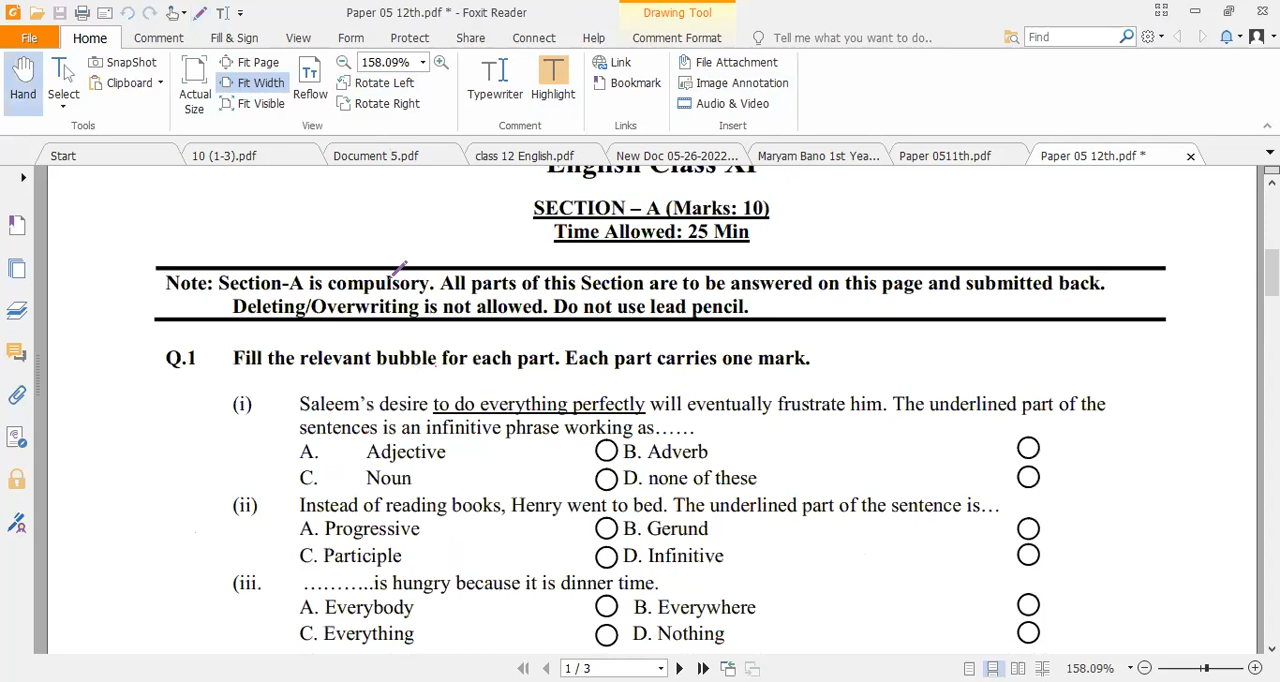 Paper 05 12th.pdf * - Foxit Reader
Drawing Tool
File Home Comment Fill & Sign View Form Protect Share Connect Help Comment Format Tell me what you want to do.. Find
Hand
Select
SnapShot
Clipboard
Tools
Actual Size
Fit Page
Fit Width
Fit Visible
Reflow
158.09%
Rotate Left
Rotate Right
View
Typewriter
Highlight
Comment
Link
Bookmark
Links
File Attachment
Image Annotation
Audio & Video
Insert
Start 10 (1-3).pdf Document 5.pdf class 12 English.pdf New Doc 05-26-2022... Maryam Bano 1st Yea... Paper 0511th.pdf Paper 05 12th.pdf *
English Class XI
SECTION – A (Marks: 10)
Time Allowed: 25 Min
Note: Section-A is compulsory. All parts of this Section are to be answered on this page and submitted back.
Deleting/Overwriting is not allowed. Do not use lead pencil.
Q.1 Fill the relevant bubble for each part. Each part carries one mark.
(i) Saleem’s desire to do everything perfectly will eventually frustrate him. The underlined part of the
sentences is an infinitive phrase working as……
A. Adjective B. Adverb
C. Noun D. none of these
(ii) Instead of reading books, Henry went to bed. The underlined part of the sentence is…
A. Progressive B. Gerund
C. Participle D. Infinitive
(iii. ………..is hungry because it is dinner time.
A. Everybody B. Everywhere
C. Everything D. Nothing
1 / 3 158.09%